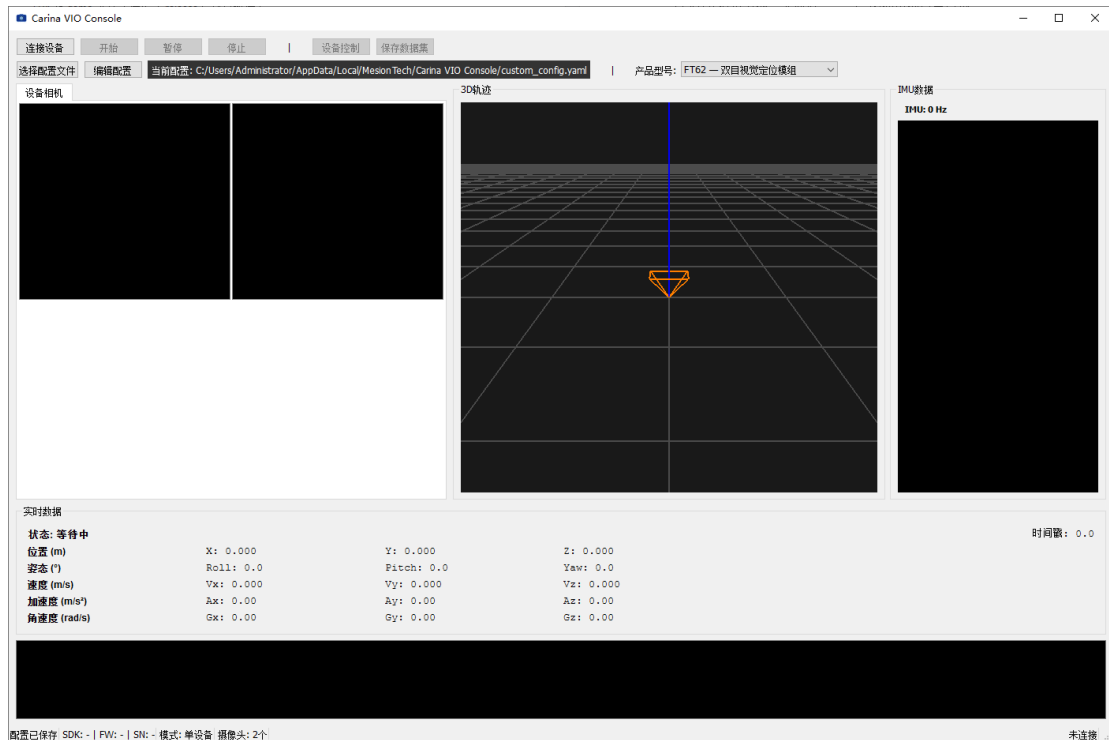 Carina VIO Console
连接设备 开始 暂停 停止 | 设备控制 保存数据集
选择配置文件 编辑配置 当前配置: C:/Users/Administrator/AppData/Local/MesionTech/Carina VIO Console/custom_config.yaml | 产品型号: FT62 — 双目视觉定位模组
设备相机 3D轨迹 IMU数据
IMU: 0 Hz
实时数据
状态: 等待中 时间戳: 0.0
位置 (m) X: 0.000 Y: 0.000 Z: 0.000
姿态 (°) Roll: 0.0 Pitch: 0.0 Yaw: 0.0
速度 (m/s) Vx: 0.000 Vy: 0.000 Vz: 0.000
加速度 (m/s²) Ax: 0.00 Ay: 0.00 Az: 0.00
角速度 (rad/s) Gx: 0.00 Gy: 0.00 Gz: 0.00
配置已保存 SDK: - | FW: - | SN: - 模式: 单设备 摄像头: 2个 未连接